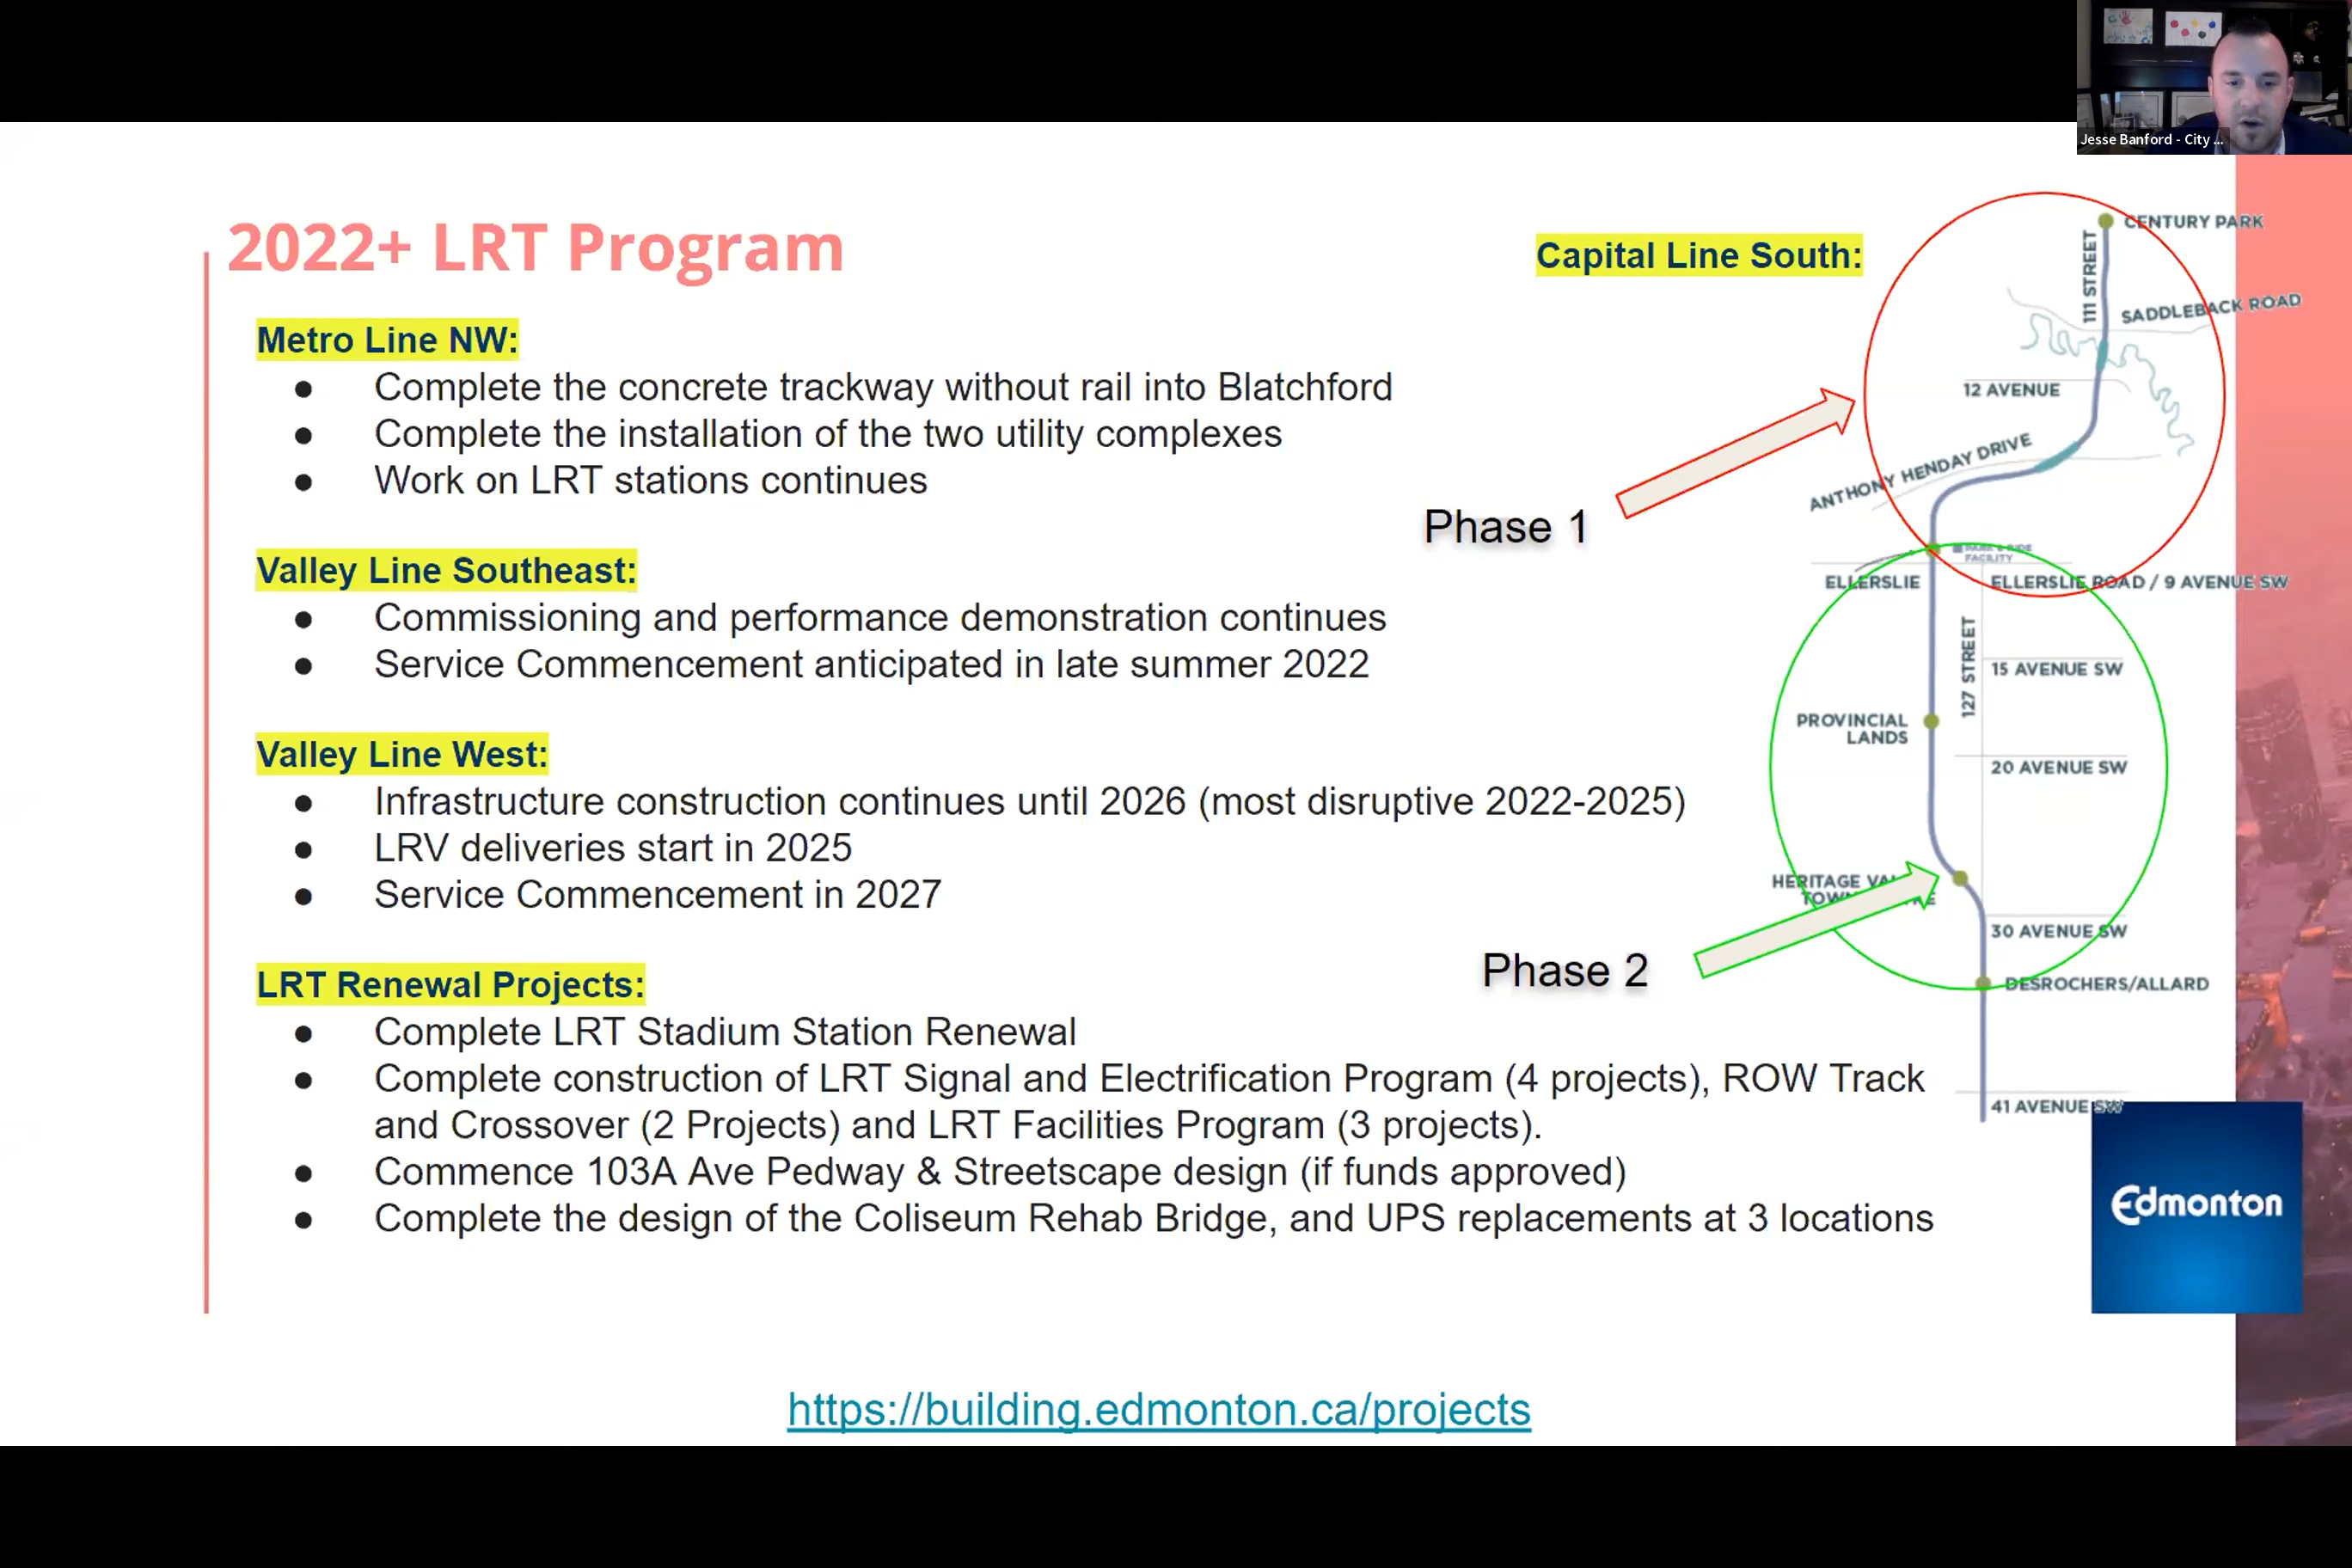 Jesse Banford - City ...
2022+ LRT Program
Metro Line NW:
● Complete the concrete trackway without rail into Blatchford
● Complete the installation of the two utility complexes
● Work on LRT stations continues
Valley Line Southeast:
● Commissioning and performance demonstration continues
● Service Commencement anticipated in late summer 2022
Valley Line West:
● Infrastructure construction continues until 2026 (most disruptive 2022-2025)
● LRV deliveries start in 2025
● Service Commencement in 2027
LRT Renewal Projects:
● Complete LRT Stadium Station Renewal
● Complete construction of LRT Signal and Electrification Program (4 projects), ROW Track
and Crossover (2 Projects) and LRT Facilities Program (3 projects).
● Commence 103A Ave Pedway & Streetscape design (if funds approved)
● Complete the design of the Coliseum Rehab Bridge, and UPS replacements at 3 locations
Capital Line South:
Phase 1
Phase 2
CENTURY PARK
111 STREET
SADDLEBACK ROAD
12 AVENUE
ANTHONY HENDAY DRIVE
FACILITY
ELLERSLIE
ELLERSLIE ROAD / 9 AVENUE SW
127 STREET
15 AVENUE SW
PROVINCIAL
LANDS
20 AVENUE SW
HERITAGE
30 AVENUE SW
DESROCHERS/ALLARD
41 AVENUE SW
Edmonton
https://building.edmonton.ca/projects